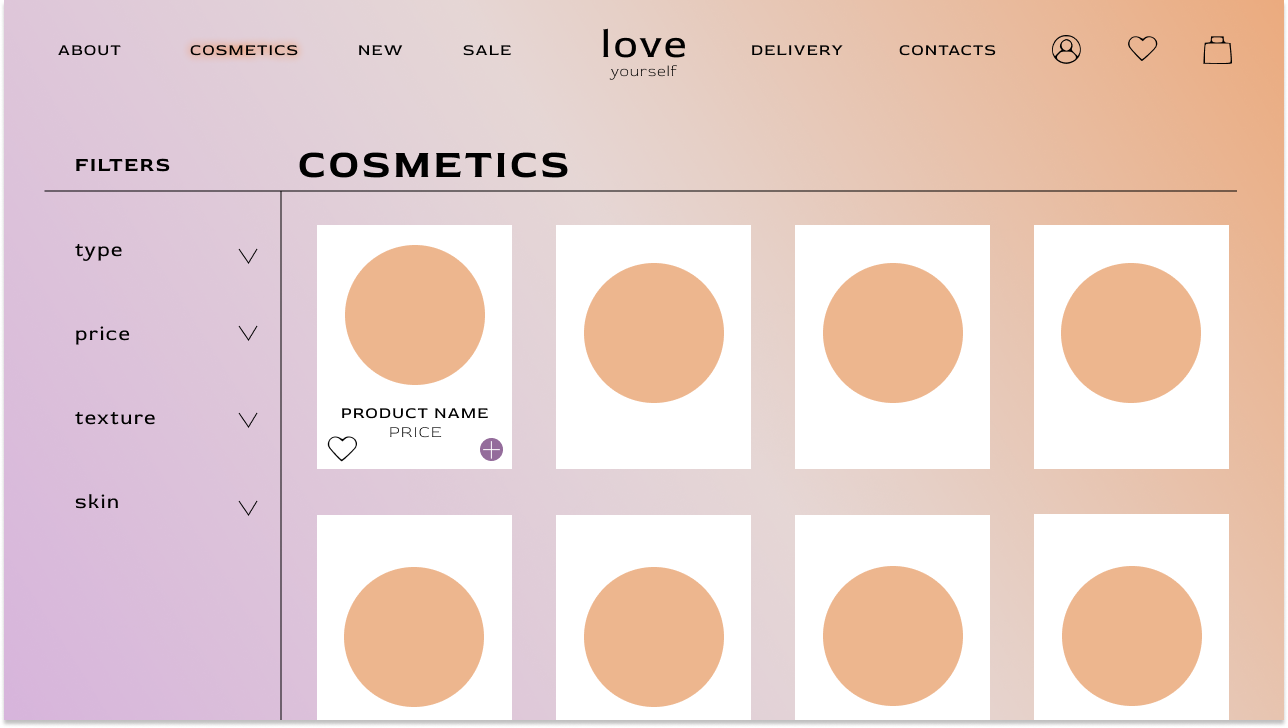 ABOUT
COSMETICS
NEW
SALE
love
yourself
DELIVERY
CONTACTS
FILTERS
COSMETICS
type
price
texture
skin
PRODUCT NAME
PRICE